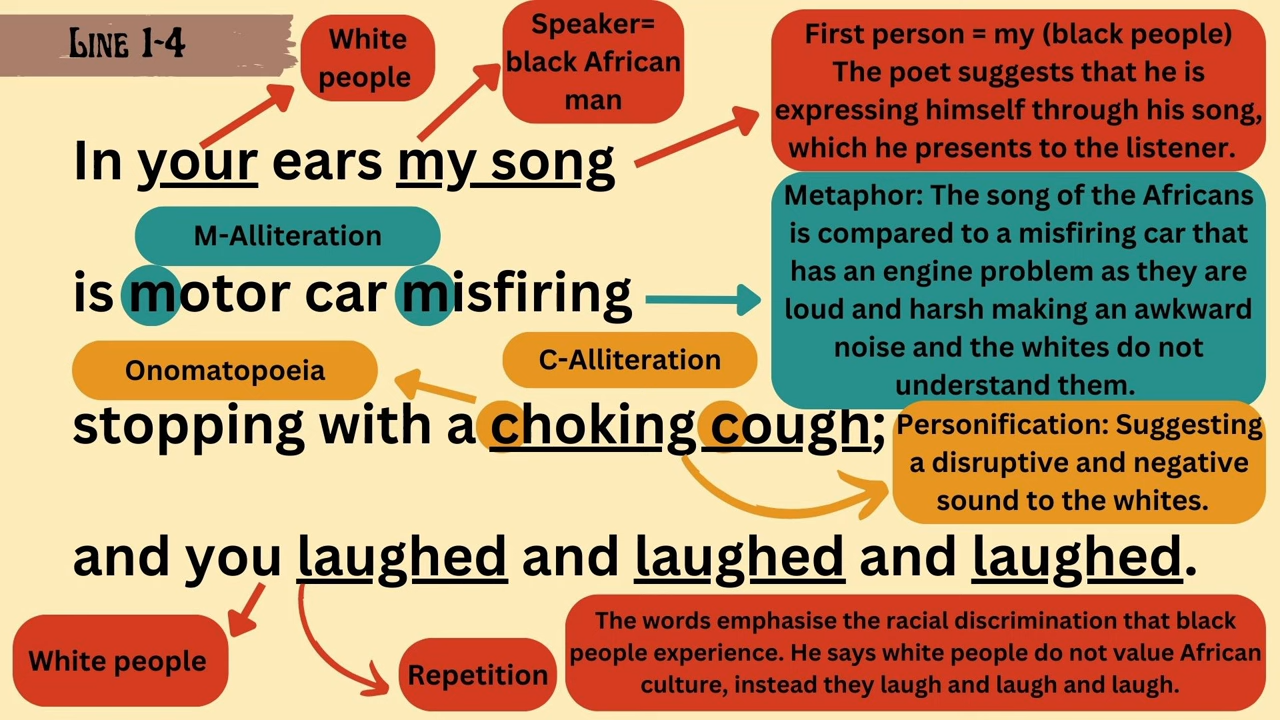 LINE 1-4
White
people
Speaker=
black African
man
First person = my (black people)
The poet suggests that he is
expressing himself through his song,
which he presents to the listener.
In your ears my song
M-Alliteration
is motor car misfiring
Metaphor: The song of the Africans
is compared to a misfiring car that
has an engine problem as they are
loud and harsh making an awkward
noise and the whites do not
understand them.
Onomatopoeia
C-Alliteration
stopping with a choking cough;
Personification: Suggesting
a disruptive and negative
sound to the whites.
and you laughed and laughed and laughed.
White people
Repetition
The words emphasise the racial discrimination that black
people experience. He says white people do not value African
culture, instead they laugh and laugh and laugh.